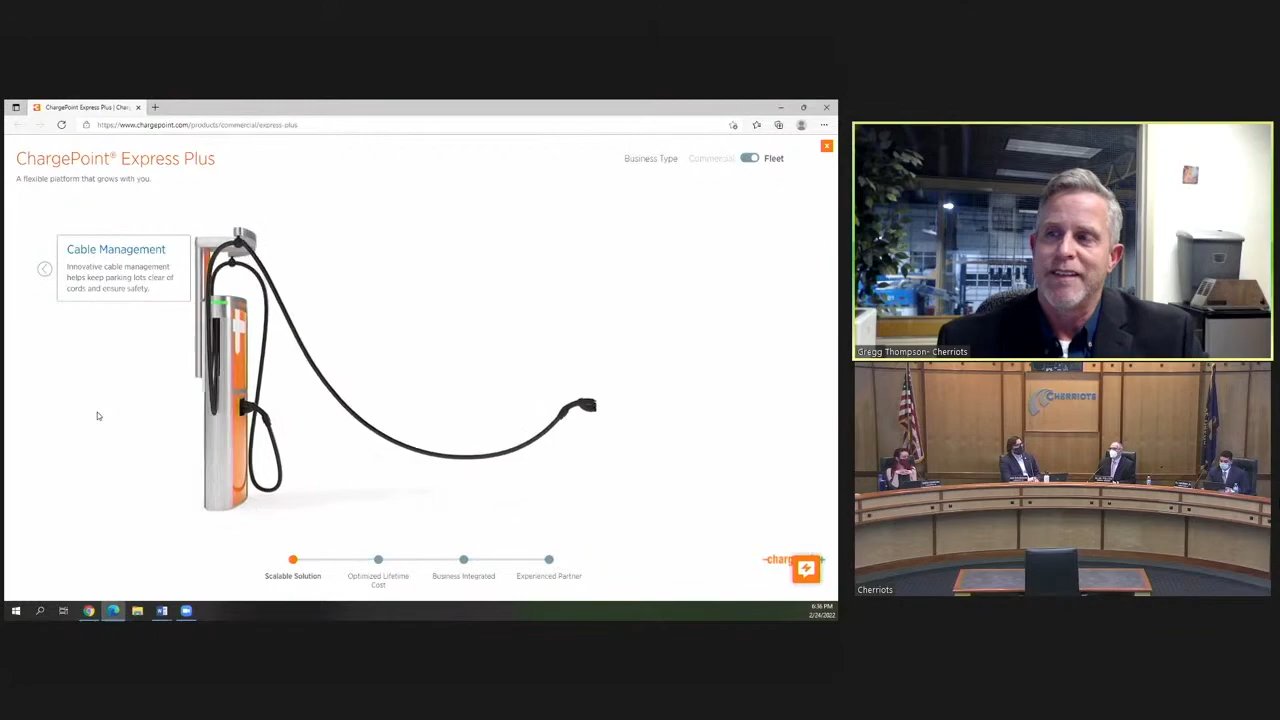 ChargePoint Express Plus | Char
https://www.chargepoint.com/products/commercial/express-plus
ChargePoint® Express Plus
A flexible platform that grows with you.
Business Type Commercial Fleet
Cable Management
Innovative cable management
helps keep parking lots clear of
cords and ensure safety.
Scalable Solution
Optimized Lifetime
Cost
Business Integrated
Experienced Partner
6:36 PM
2/24/2022
Gregg Thompson- Cherriots
CHERRIOTS
Cherriots